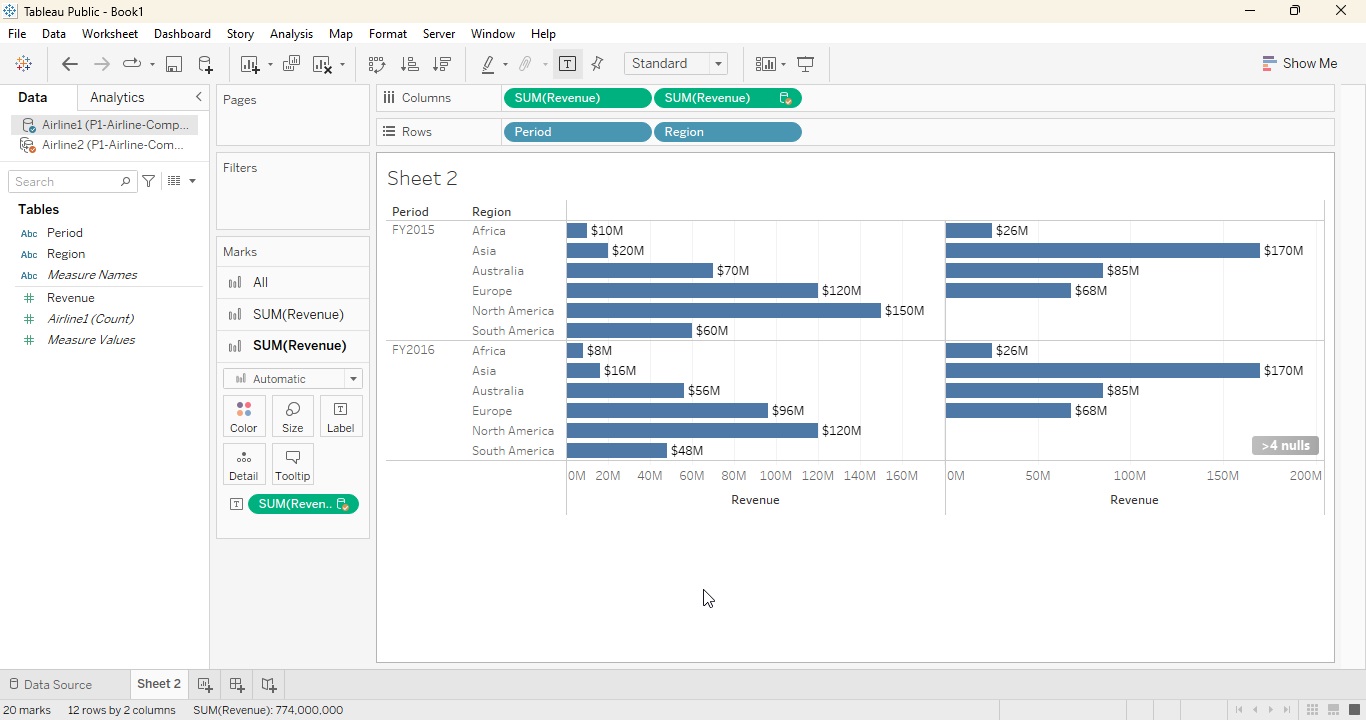 Tableau Public - Book1
File Data Worksheet Dashboard Story Analysis Map Format Server Window Help
Standard
Show Me
Data Analytics
Airline1 (P1-Airline-Comp...
Airline2 (P1-Airline-Com...
Search
Tables
Abc Period
Abc Region
Abc Measure Names
Revenue
Airline1 (Count)
Measure Values
Pages
Filters
Marks
All
SUM(Revenue)
SUM(Revenue)
Automatic
Color Size Label
Detail Tooltip
SUM(Reven..
Columns SUM(Revenue) SUM(Revenue)
Rows Period Region
Sheet 2
Period Region
FY2015 Africa $10M $26M
Asia $20M $170M
Australia $70M $85M
Europe $120M $68M
North America $150M
South America $60M
FY2016 Africa $8M $26M
Asia $16M $170M
Australia $56M $85M
Europe $96M $68M
North America $120M
South America $48M >4 nulls
0M 20M 40M 60M 80M 100M 120M 140M 160M 0M 50M 100M 150M 200M
Revenue Revenue
Data Source Sheet 2
20 marks 12 rows by 2 columns SUM(Revenue): 774,000,000